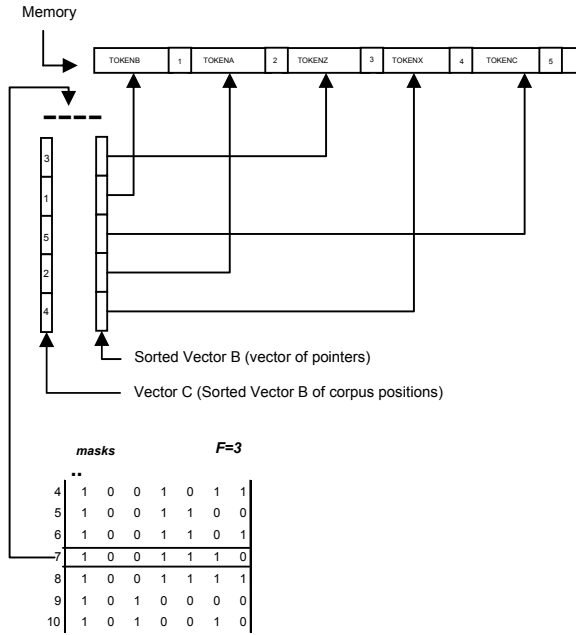 Memory
TOKENB 1 TOKENA 2 TOKENZ 3 TOKENX 4 TOKENC 5
3
1
5
2
4
Sorted Vector B (vector of pointers)
Vector C (Sorted Vector B of corpus positions)
masks F=3
..
4 1 0 0 1 0 1 1
5 1 0 0 1 1 0 0
6 1 0 0 1 1 0 1
7 1 0 0 1 1 1 0
8 1 0 0 1 1 1 1
9 1 0 1 0 0 0 0
10 1 0 1 0 0 1 0